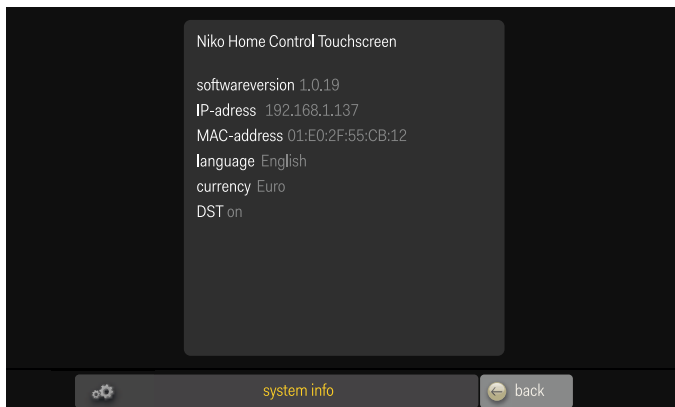 Niko Home Control Touchscreen
softwareversion 1.0.19
IP-adress 192.168.1.137
MAC-address 01:E0:2F:55:CB:12
language English
currency Euro
DST on
system info
back